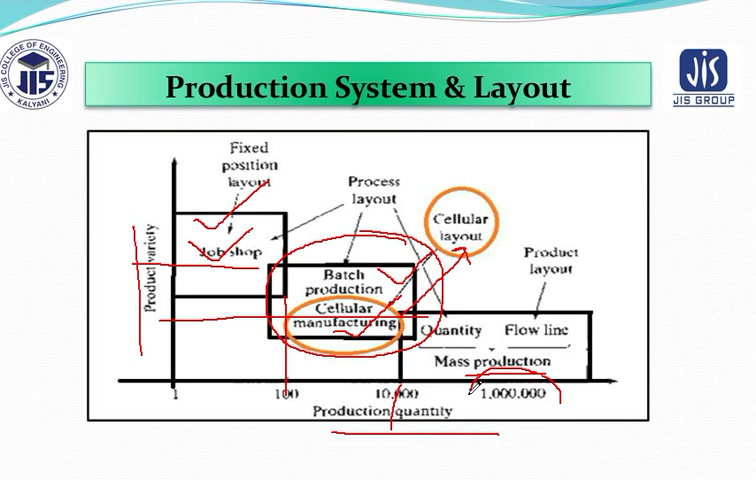 JIS COLLEGE OF ENGINEERING
JIS
KALYANI
Production System & Layout
JIS
JIS GROUP
Fixed
position
layout
Process
layout
Cellular
layout
Product
layout
Product variety
Job shop
Batch
production
Cellular
manufacturing
Quantity Flow line
Mass production
1 100 10,000 1,000,000
Production quantity